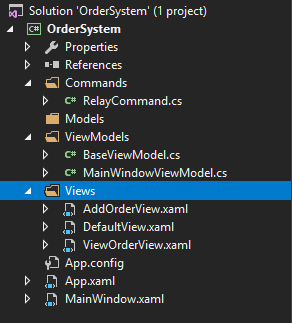 Solution 'OrderSystem' (1 project)
C# OrderSystem
Properties
References
Commands
C# RelayCommand.cs
Models
ViewModels
C# BaseViewModel.cs
C# MainWindowViewModel.cs
Views
AddOrderView.xaml
DefaultView.xaml
ViewOrderView.xaml
App.config
App.xaml
MainWindow.xaml